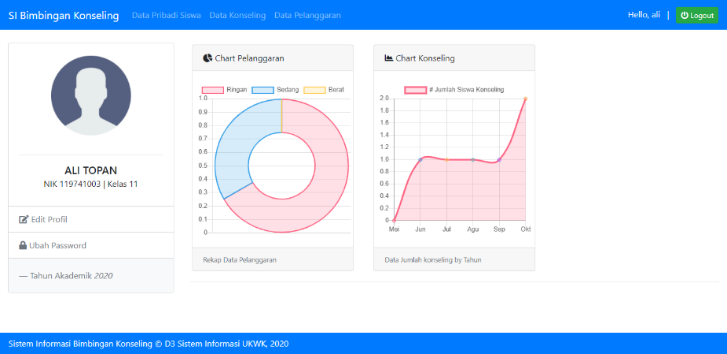 SI Bimbingan Konseling Data Pribadi Siswa Data Konseling Data Pelanggaran Hello, ali | Logout
ALI TOPAN
NIK 119741003 | Kelas 11
Edit Profil
Ubah Password
— Tahun Akademik 2020
Chart Pelanggaran
Ringan Sedang Berat
1.0
0.9
0.8
0.7
0.6
0.5
0.4
0.3
0.2
0.1
0
Rekap Data Pelanggaran
Chart Konseling
# Jumlah Siswa Konseling
2.0
1.8
1.6
1.4
1.2
1.0
0.8
0.6
0.4
0.2
0
Mei Jun Jul Agu Sep Okt
Data Jumlah konseling by Tahun
Sistem Informasi Bimbingan Konseling © D3 Sistem Informasi UKWK, 2020